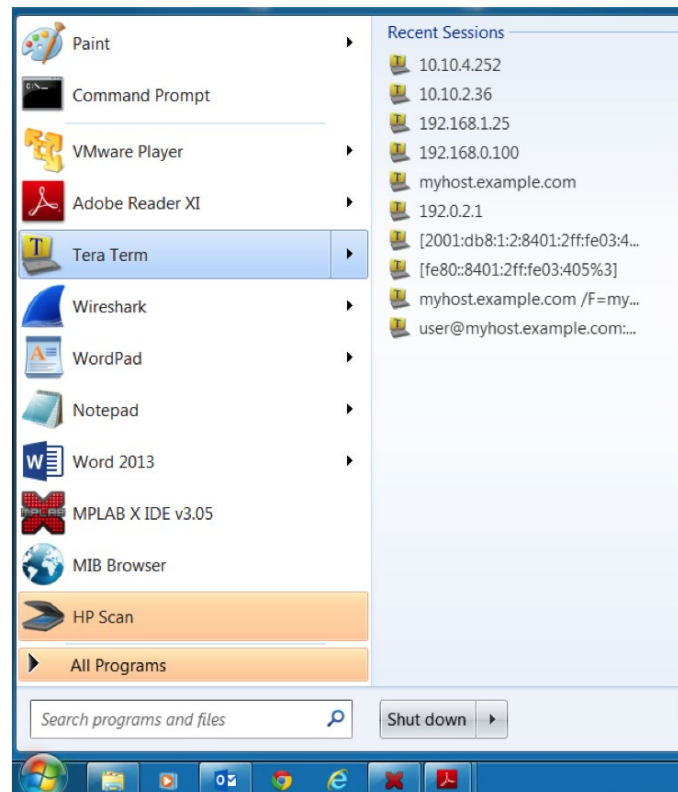 Paint
Command Prompt
VMware Player
Adobe Reader XI
Tera Term
Wireshark
WordPad
Notepad
Word 2013
MPLAB X IDE v3.05
MIB Browser
HP Scan
All Programs
Search programs and files
Recent Sessions
10.10.4.252
10.10.2.36
192.168.1.25
192.168.0.100
myhost.example.com
192.0.2.1
[2001:db8:1:2:8401:2ff:fe03:4...
[fe80::8401:2ff:fe03:405%3]
myhost.example.com /F=my...
user@myhost.example.com:...
Shut down